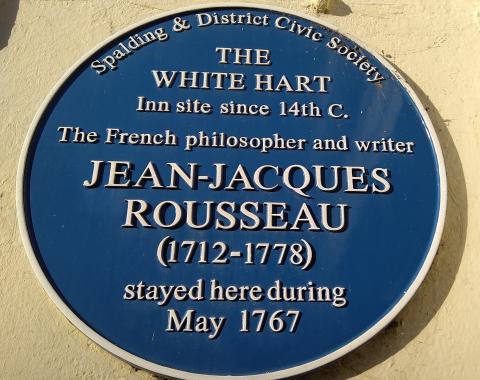 Spalding & District Civic Society
THE
WHITE HART
Inn site since 14th C.
The French philosopher and writer
JEAN-JACQUES
ROUSSEAU
(1712-1778)
stayed here during
May 1767